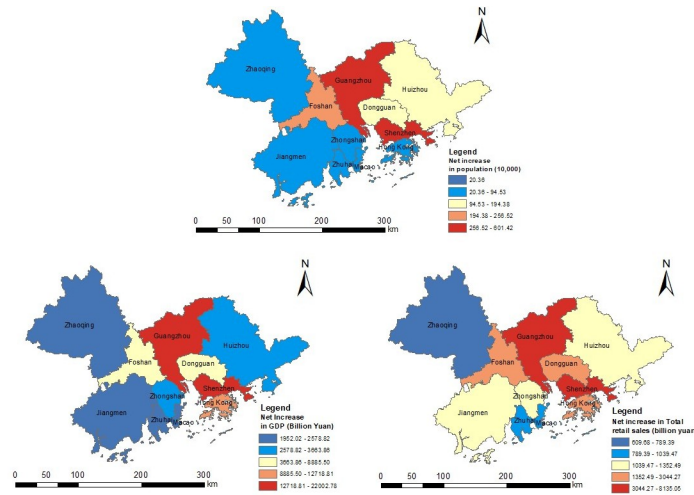 N
Zhaoqing
Guangzhou
Huizhou
Foshan
Dongguan
Zhongshan
Shenzhen
Hong Kong
Jiangmen
Zhuhai
Macao
Legend
Net increase
in population (10,000)
20.36
20.36 - 94.53
94.53 - 194.38
194.38 - 256.52
256.52 - 601.42
0 50 100 200 300
km
N
Zhaoqing
Guangzhou
Huizhou
Foshan
Dongguan
Zhongshan
Shenzhen
Hong Kong
Jiangmen
Zhuhai
Macao
Legend
Net Increase
in GDP (Billion Yuan)
1952.02 - 2578.82
2578.82 - 3663.86
3663.86 - 8885.50
8885.50 - 12718.81
12718.81 - 22002.78
0 50 100 200 300
km
N
Zhaoqing
Guangzhou
Huizhou
Foshan
Dongguan
Zhongshan
Shenzhen
Hong Kong
Jiangmen
Zhuhai
Macao
Legend
Net increase in Total
retail sales (billion yuan)
609.68 - 789.39
789.39 - 1039.47
1039.47 - 1352.49
1352.49 - 3044.27
3044.27 - 8135.05
0 50 100 200 300
km